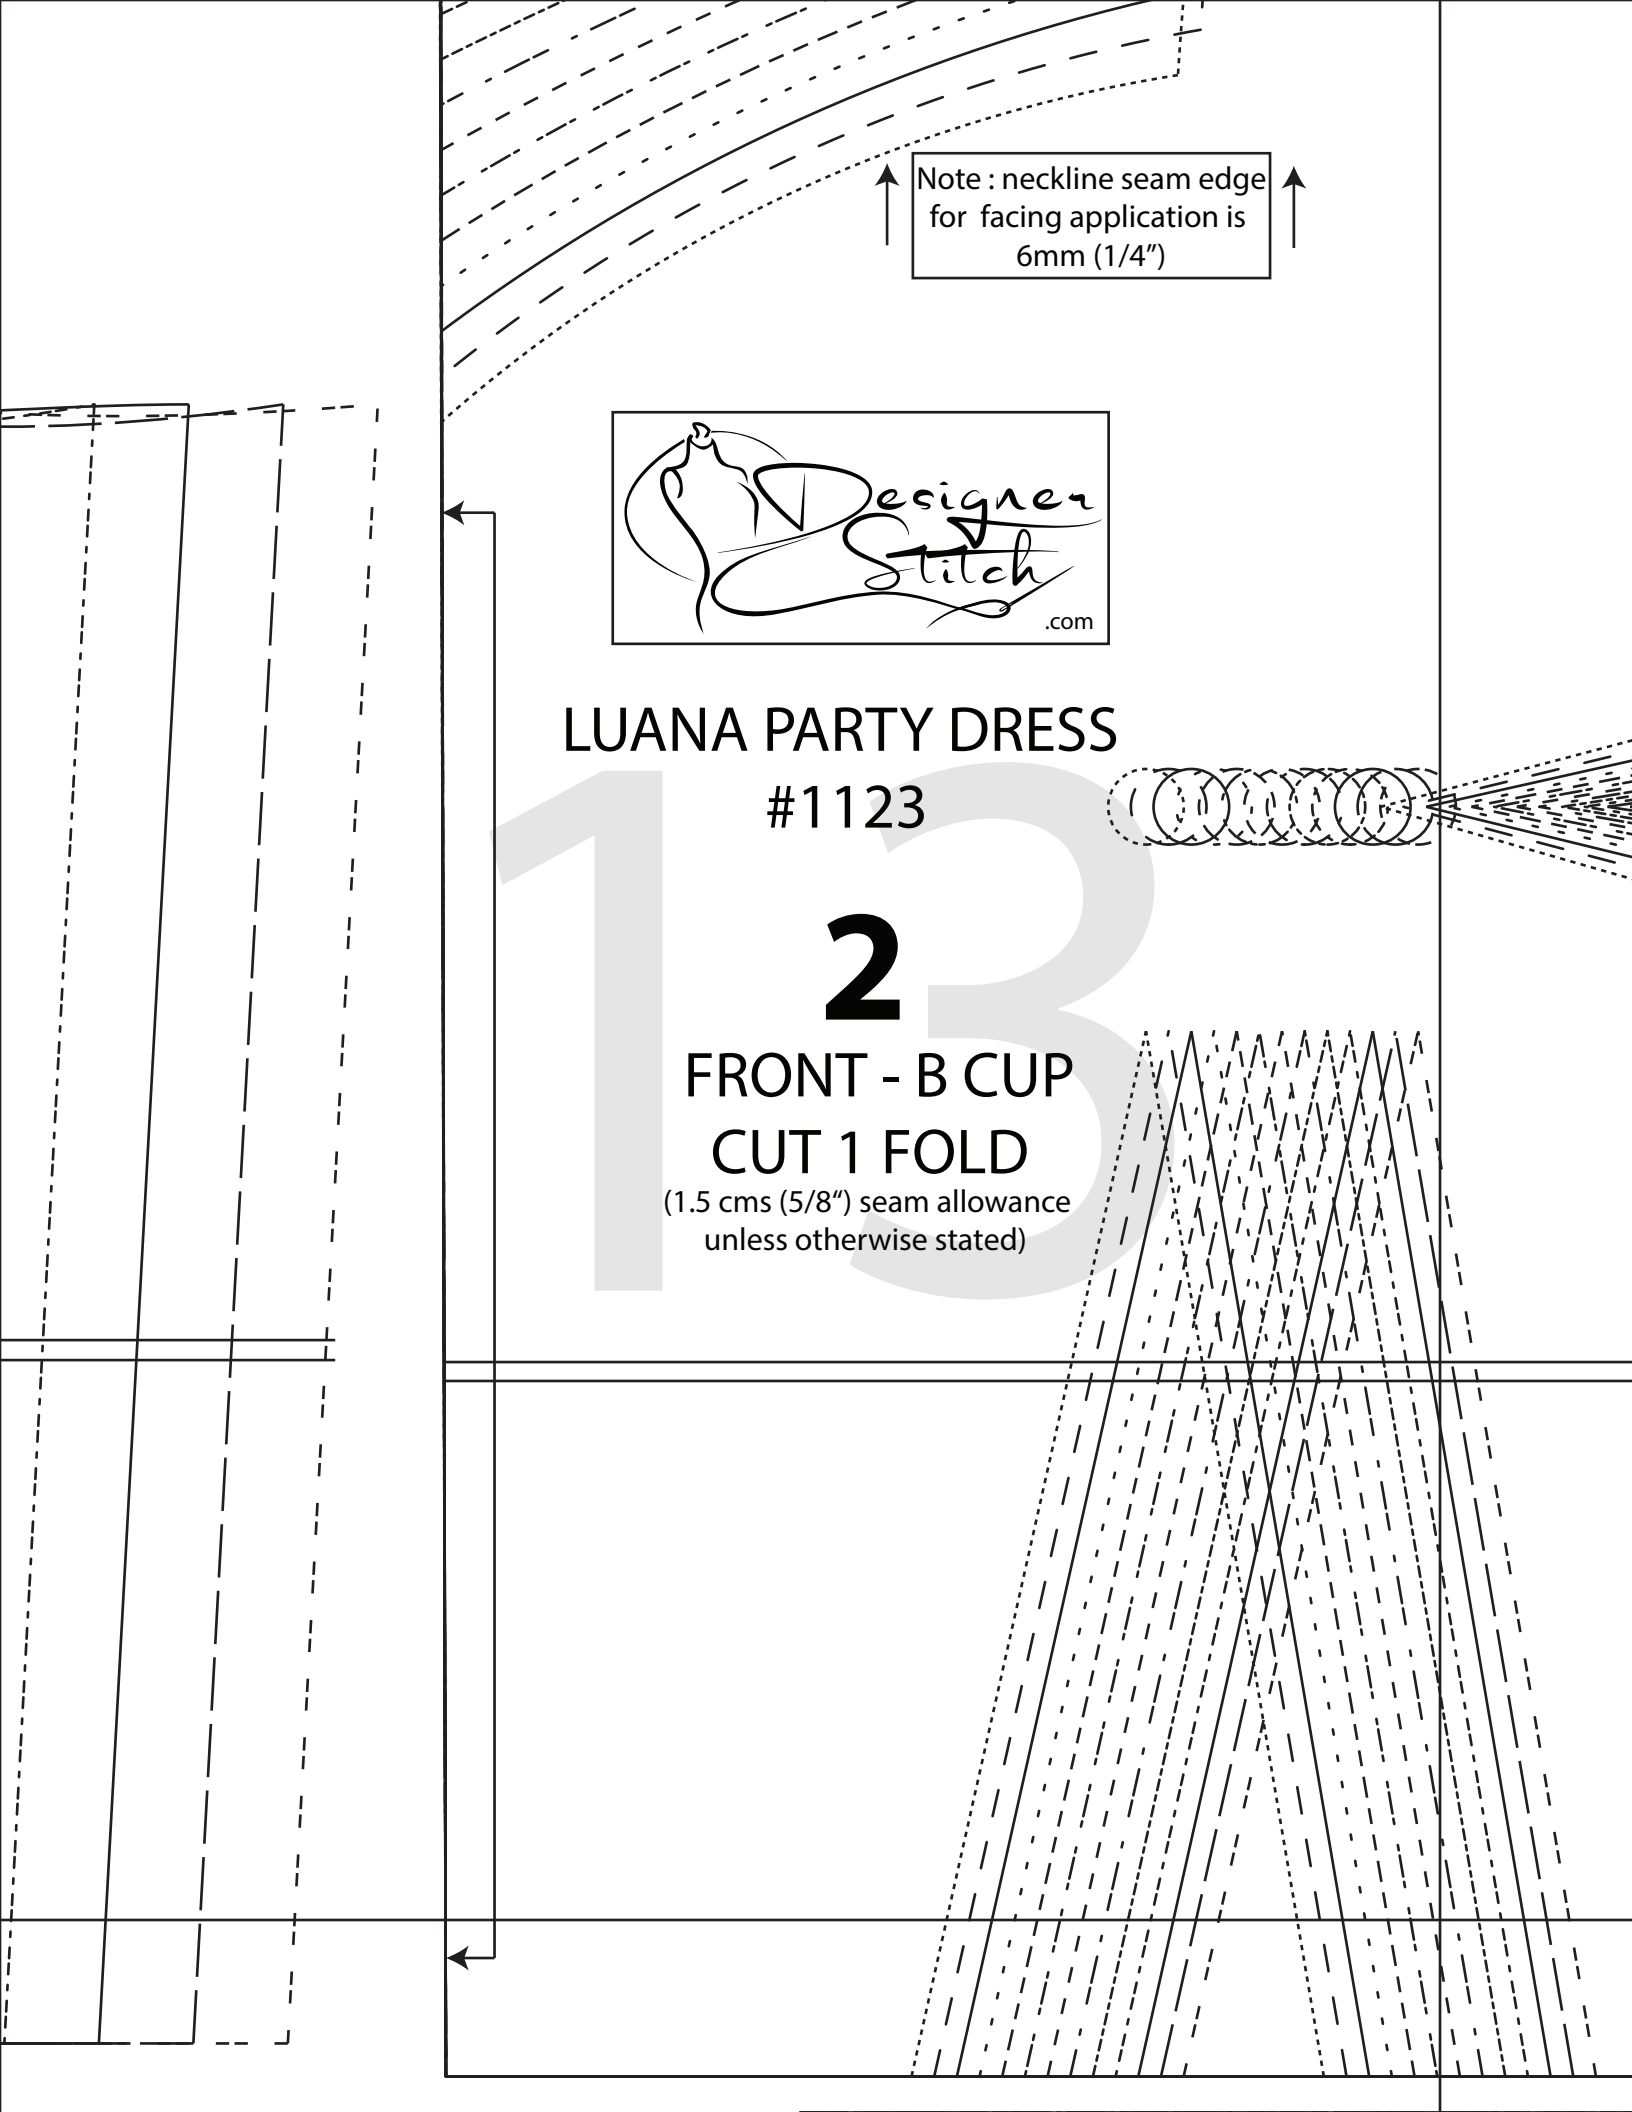 Note : neckline seam edge
for facing application is
6mm (1/4”)
Designer
Stitch
.com
LUANA PARTY DRESS
#1123
13
2
FRONT - B CUP
CUT 1 FOLD
(1.5 cms (5/8“) seam allowance
unless otherwise stated)